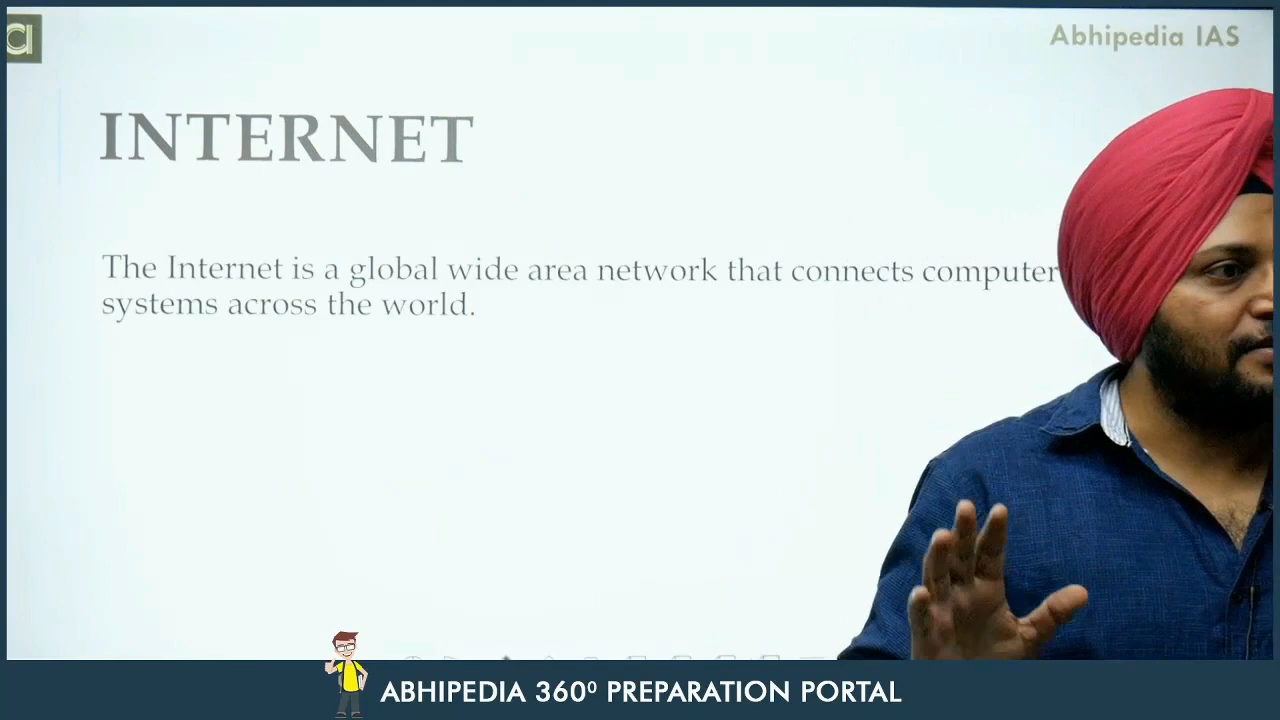 a
Abhipedia IAS
INTERNET
The Internet is a global wide area network that connects computer
systems across the world.
ABHIPEDIA 360⁰ PREPARATION PORTAL